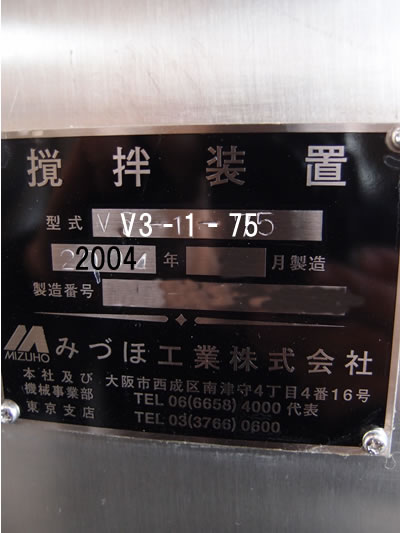 撹拌装置
型式 V3-11-75
2004 年 月製造
製造番号
MIZUHO みづほ工業株式会社
本社及び機械事業部 大阪市西成区南津守4丁目4番16号
TEL 06(6658)4000 代表
東京支店 TEL 03(3766)0600